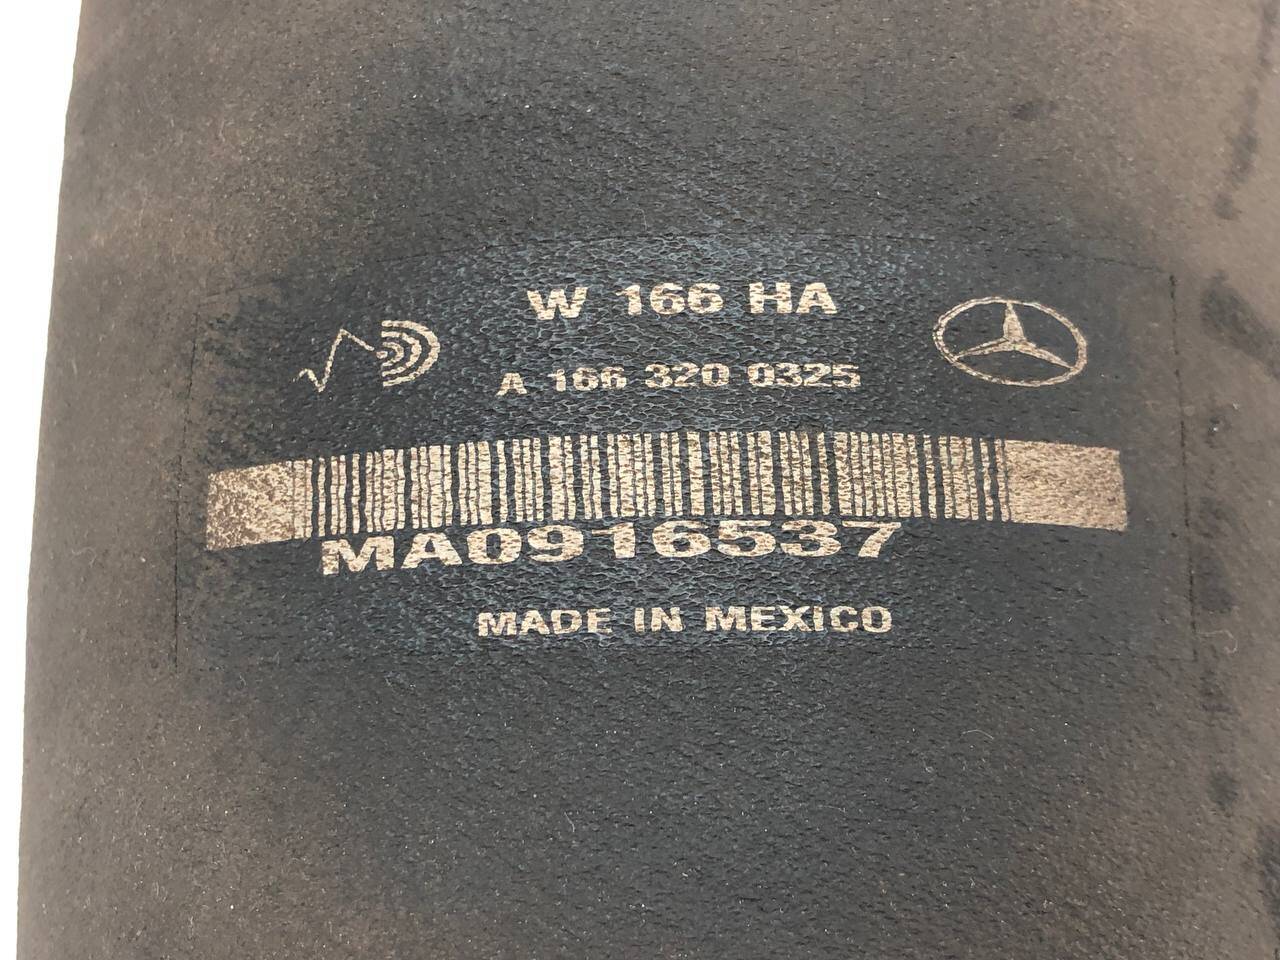 W 166 HA
A 166 320 0325
MA0916537
MADE IN MEXICO